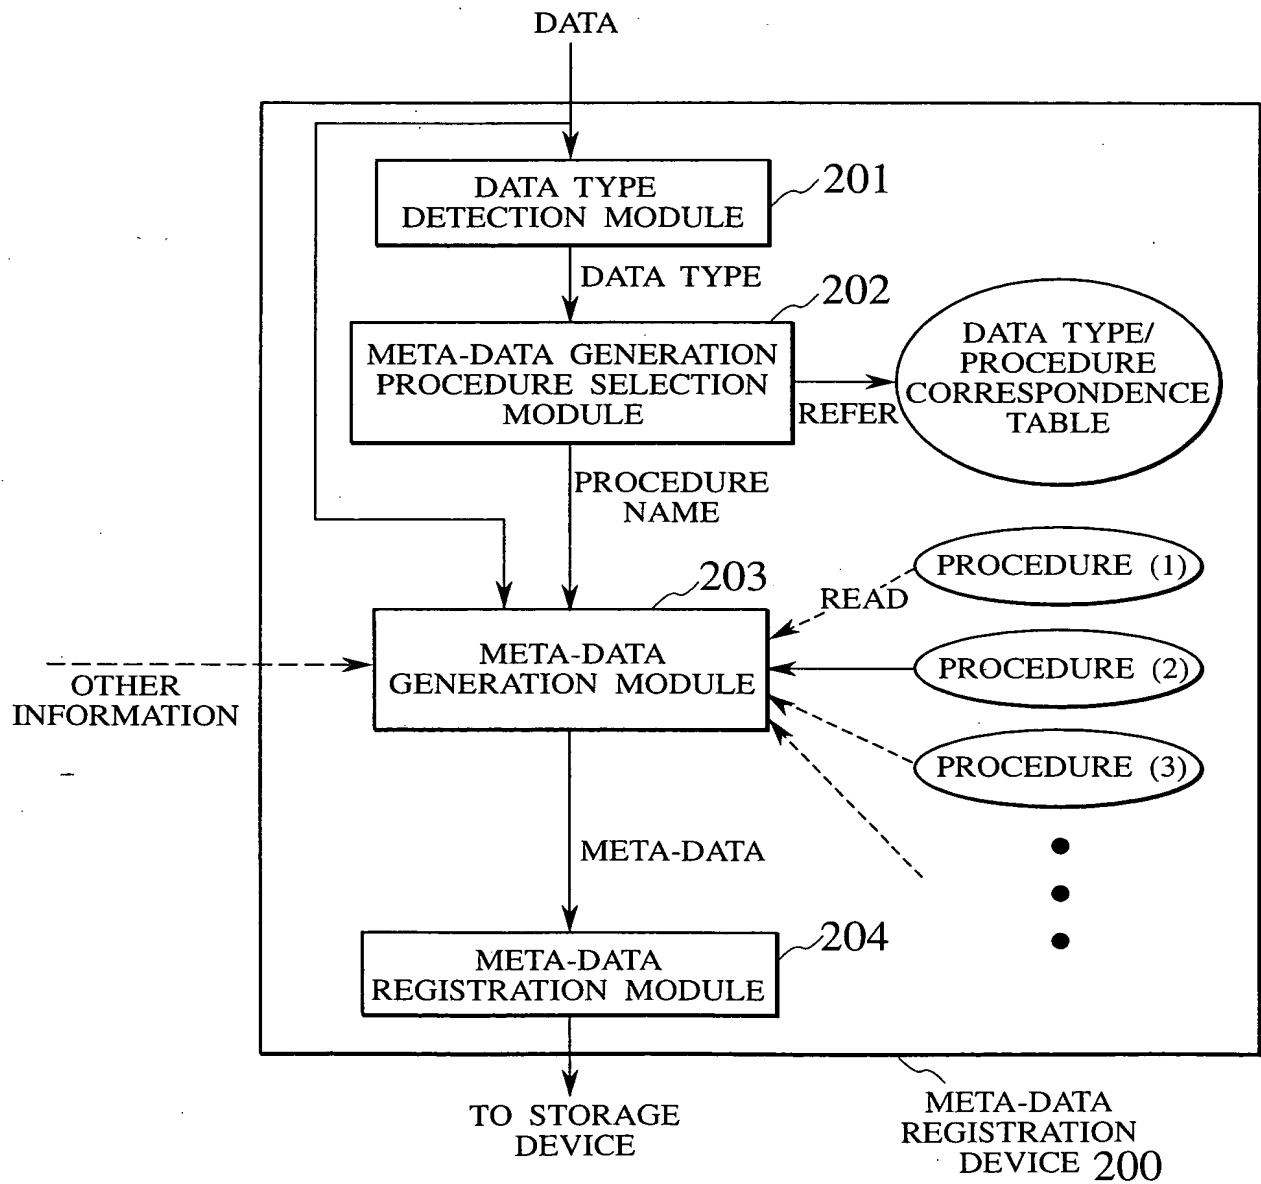 DATA
DATA TYPE
DETECTION MODULE
201
DATA TYPE
202
META-DATA GENERATION
PROCEDURE SELECTION
MODULE
REFER
DATA TYPE/
PROCEDURE
CORRESPONDENCE
TABLE
PROCEDURE
NAME
203
READ
PROCEDURE (1)
META-DATA
GENERATION MODULE
PROCEDURE (2)
OTHER
INFORMATION
PROCEDURE (3)
META-DATA
204
META-DATA
REGISTRATION MODULE
TO STORAGE
DEVICE
META-DATA
REGISTRATION
DEVICE 200